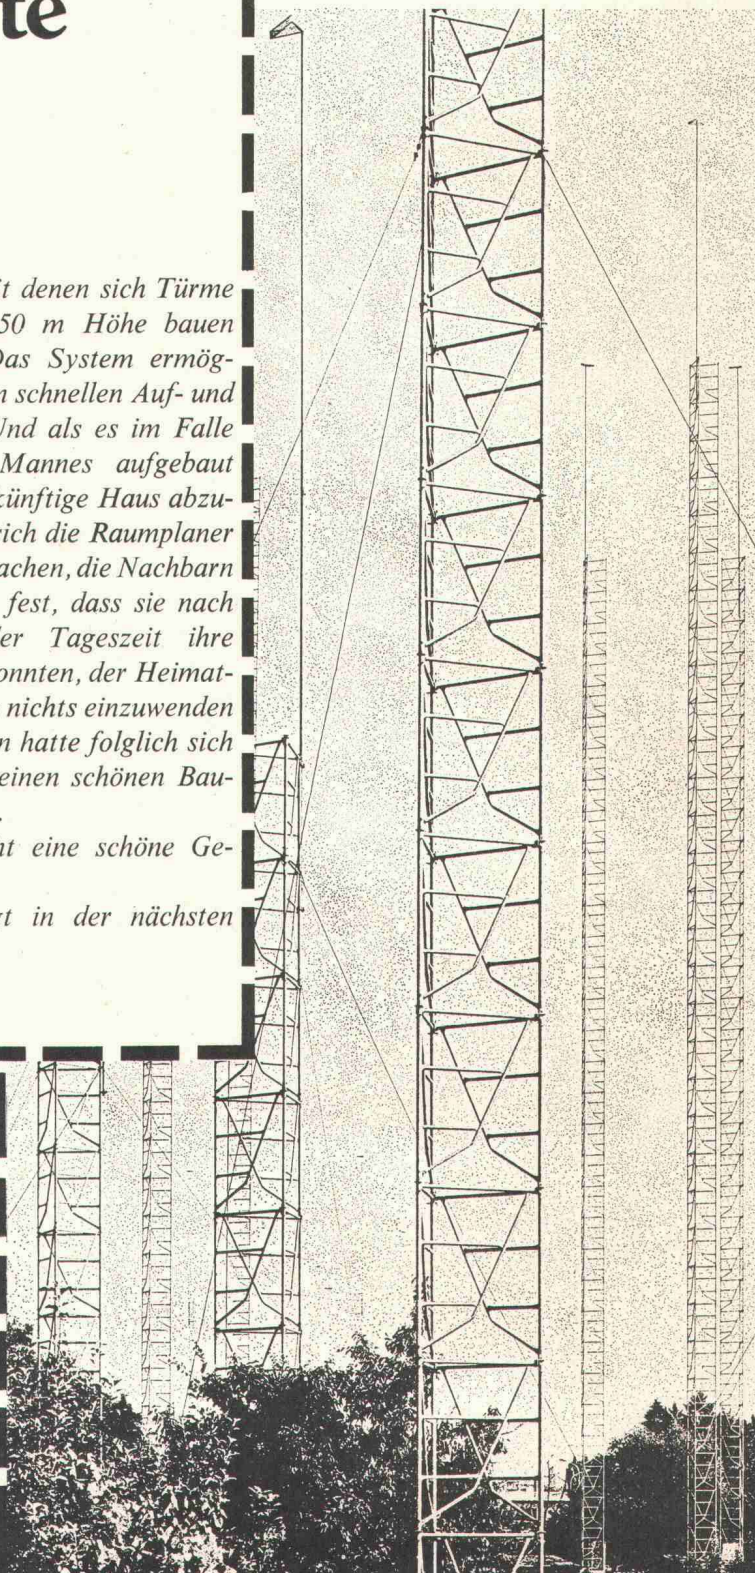 te
it denen sich Türme
50 m Höhe bauen
Das System ermög-
n schnellen Auf- und
Und als es im Falle
Mannes aufgebaut
künftige Haus abzu-
sich die Raumplaner
achen, die Nachbarn
fest, dass sie nach
er Tageszeit ihre
onnten, der Heimat-
nichts einzuwenden
n hatte folglich sich
einen schönen Bau-
.
nt eine schöne Ge-
t in der nächsten